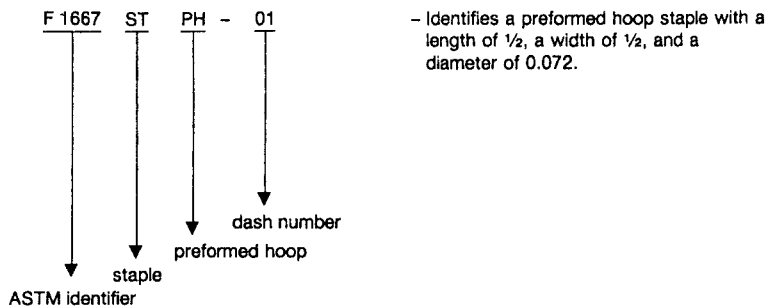 F 1667 ST PH – 01
– Identifies a preformed hoop staple with a
length of ½, a width of ½, and a
diameter of 0.072.
dash number
preformed hoop
staple
ASTM identifier